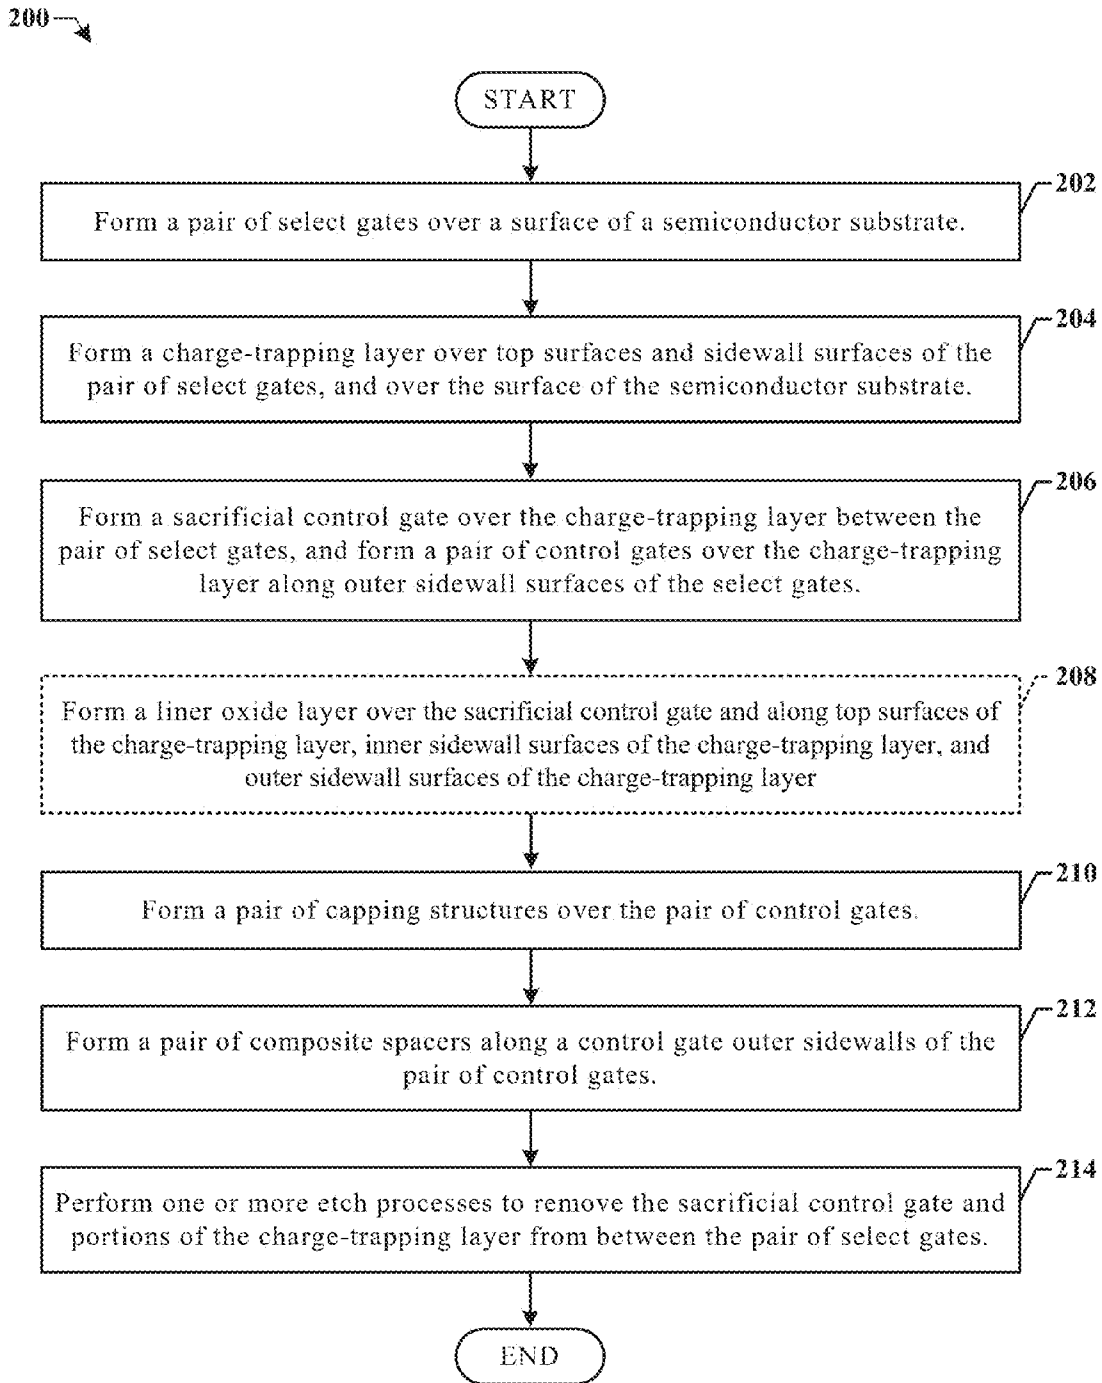 200
START
202
Form a pair of select gates over a surface of a semiconductor substrate.
204
Form a charge-trapping layer over top surfaces and sidewall surfaces of the
pair of select gates, and over the surface of the semiconductor substrate.
206
Form a sacrificial control gate over the charge-trapping layer between the
pair of select gates, and form a pair of control gates over the charge-trapping
layer along outer sidewall surfaces of the select gates.
208
Form a liner oxide layer over the sacrificial control gate and along top surfaces of
the charge-trapping layer, inner sidewall surfaces of the charge-trapping layer, and
outer sidewall surfaces of the charge-trapping layer
210
Form a pair of capping structures over the pair of control gates.
212
Form a pair of composite spacers along a control gate outer sidewalls of the
pair of control gates.
214
Perform one or more etch processes to remove the sacrificial control gate and
portions of the charge-trapping layer from between the pair of select gates.
END